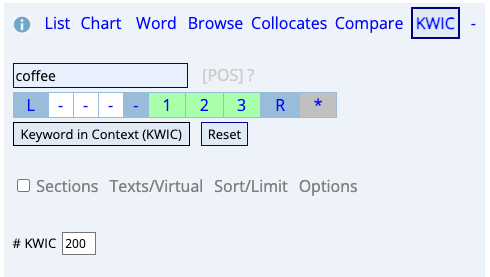 List Chart Word Browse Collocates Compare KWIC -
coffee [POS] ?
L - - - - 1 2 3 R *
Keyword in Context (KWIC) Reset
Sections Texts/Virtual Sort/Limit Options
# KWIC 200